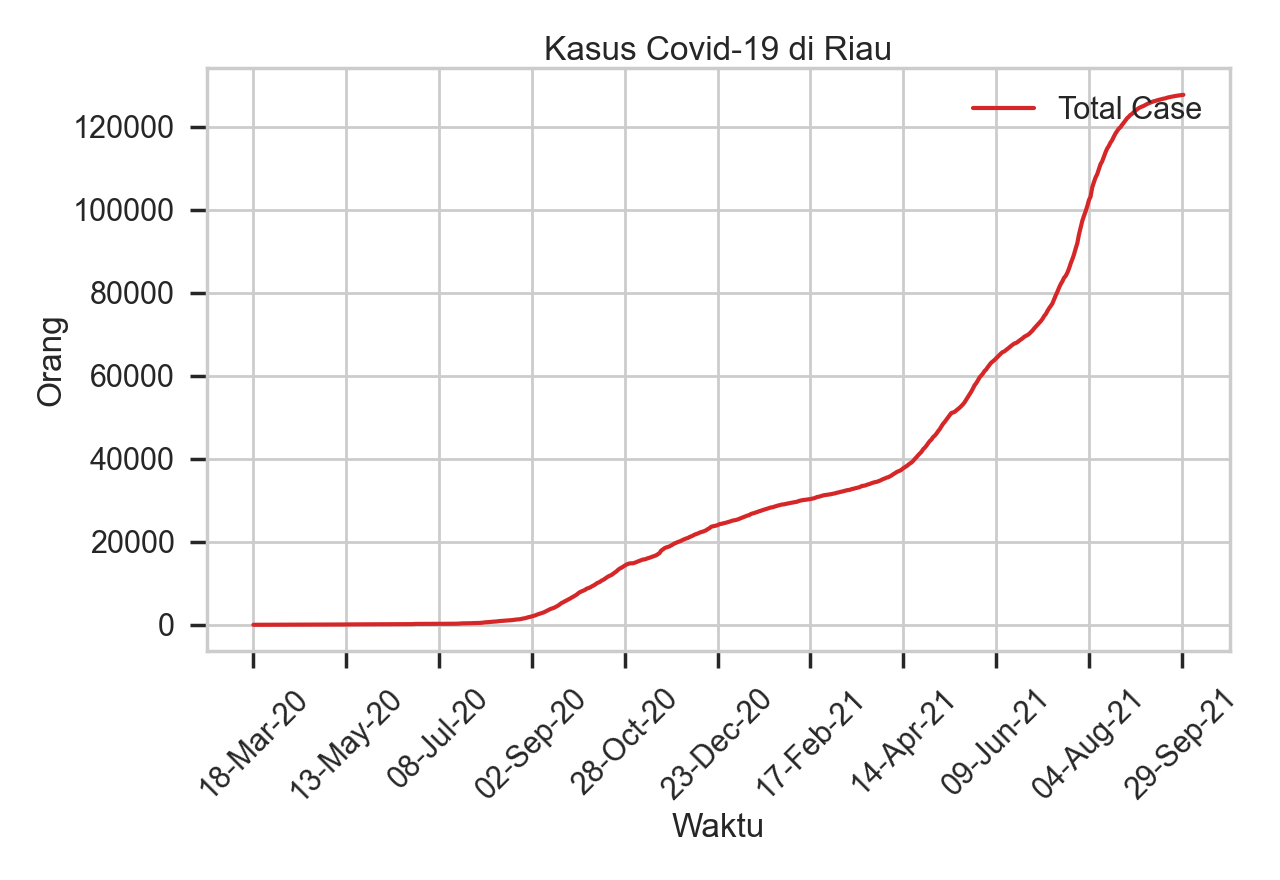 Kasus Covid-19 di Riau
Total Case
Orang
120000
100000
80000
60000
40000
20000
0
18-Mar-20
13-May-20
08-Jul-20
02-Sep-20
28-Oct-20
23-Dec-20
17-Feb-21
14-Apr-21
09-Jun-21
04-Aug-21
29-Sep-21
Waktu